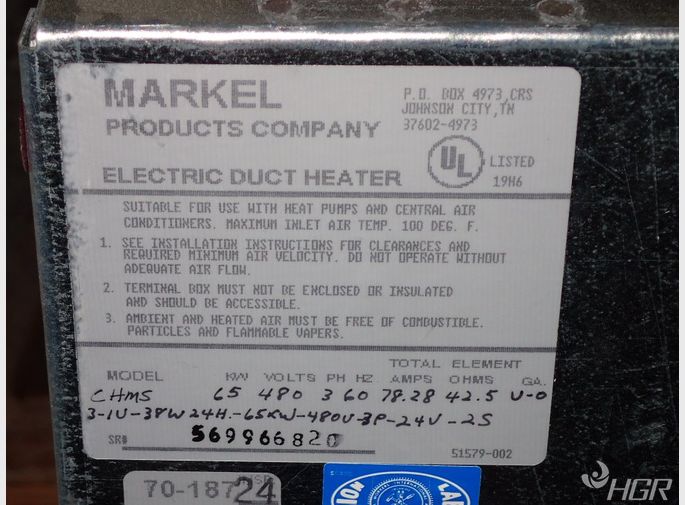 MARKEL
PRODUCTS COMPANY
P.O. BOX 4973, CRS
JOHNSON CITY, TN
37602-4973
ELECTRIC DUCT HEATER
UL LISTED
19H6
SUITABLE FOR USE WITH HEAT PUMPS AND CENTRAL AIR
CONDITIONERS. MAXIMUM INLET AIR TEMP. 100 DEG. F.
1. SEE INSTALLATION INSTRUCTIONS FOR CLEARANCES AND
REQUIRED MINIMUM AIR VELOCITY. DO NOT OPERATE WITHOUT
ADEQUATE AIR FLOW.
2. TERMINAL BOX MUST NOT BE ENCLOSED OR INSULATED
AND SHOULD BE ACCESSIBLE.
3. AMBIENT AND HEATED AIR MUST BE FREE OF COMBUSTIBLE.
PARTICLES AND FLAMMABLE VAPERS.
TOTAL ELEMENT
MODEL KW VOLTS PH HZ AMPS OHMS GA.
CHMS 65 480 3 60 78.28 42.5 U-0
3-1U-38W24H-65KW-480V-3P-24V-2S
SR# 569966820
51579-002
70-187 24
HGR